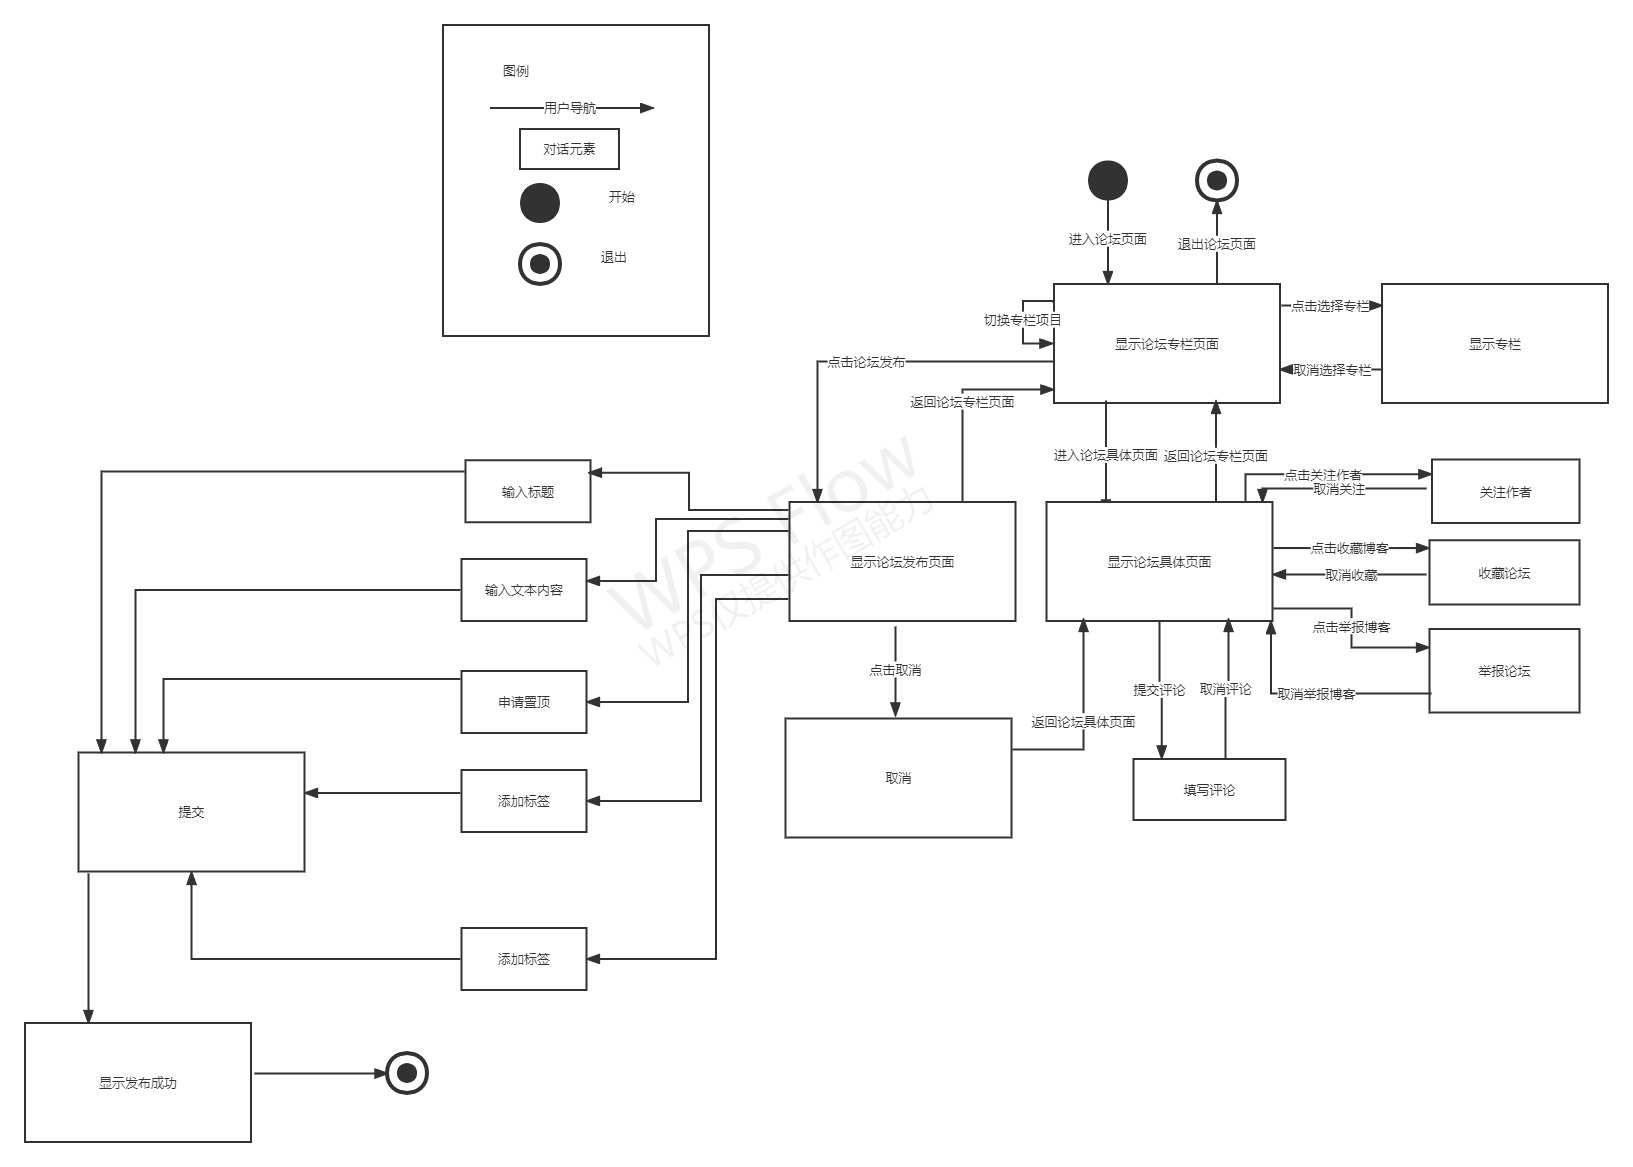 图例
用户导航
对话元素
开始
退出
进入论坛页面
退出论坛页面
点击选择专栏
切换专栏项目
显示论坛专栏页面
显示专栏
点击论坛发布
取消选择专栏
返回论坛专栏页面
进入论坛具体页面
返回论坛专栏页面
点击关注作者
取消关注
关注作者
输入标题
WPS Flow
WPS仅提供作图能力
显示论坛发布页面
显示论坛具体页面
点击收藏博客
取消收藏
收藏论坛
输入文本内容
点击举报博客
点击取消
举报论坛
提交评论
取消评论
取消举报博客
申请置顶
返回论坛具体页面
取消
填写评论
添加标签
提交
添加标签
显示发布成功